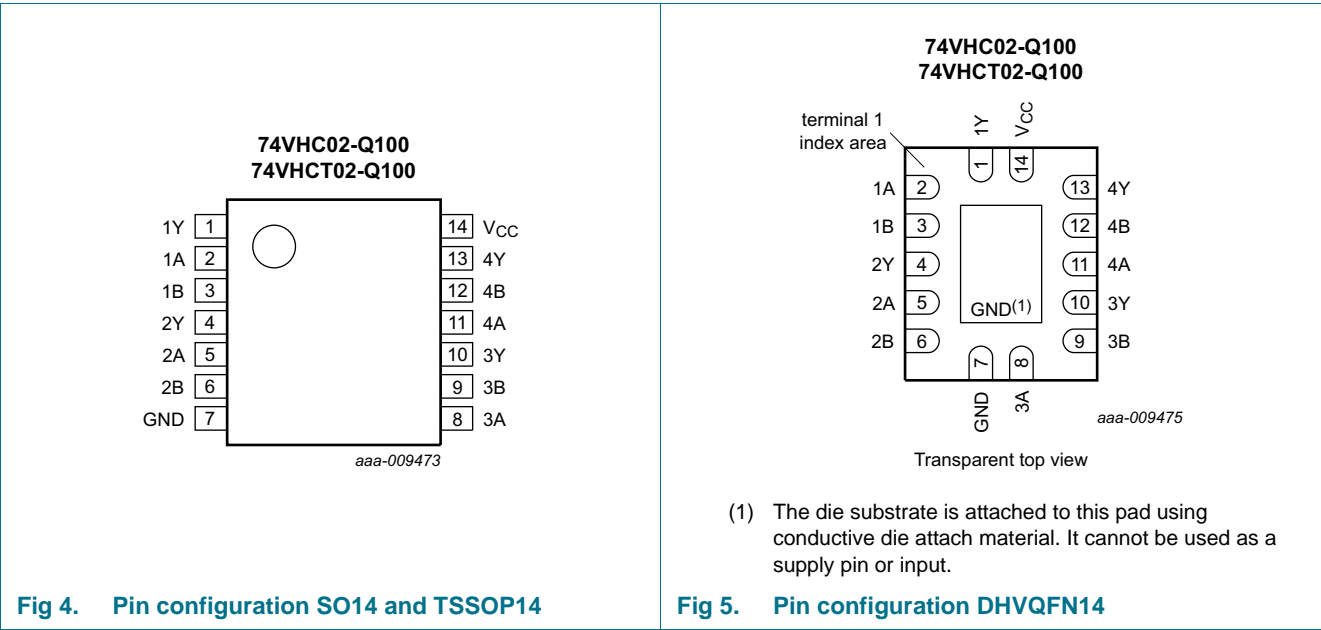 74VHC02-Q100
74VHCT02-Q100
1Y 1
1A 2
1B 3
2Y 4
2A 5
2B 6
GND 7
14 VCC
13 4Y
12 4B
11 4A
10 3Y
9 3B
8 3A
aaa-009473
Fig 4. Pin configuration SO14 and TSSOP14
74VHC02-Q100
74VHCT02-Q100
terminal 1
index area
1Y
VCC
1
14
1A 2
1B 3
2Y 4
2A 5
2B 6
13 4Y
12 4B
11 4A
10 3Y
9 3B
GND(1)
7
8
GND
3A
aaa-009475
Transparent top view
(1) The die substrate is attached to this pad using
conductive die attach material. It cannot be used as a
supply pin or input.
Fig 5. Pin configuration DHVQFN14